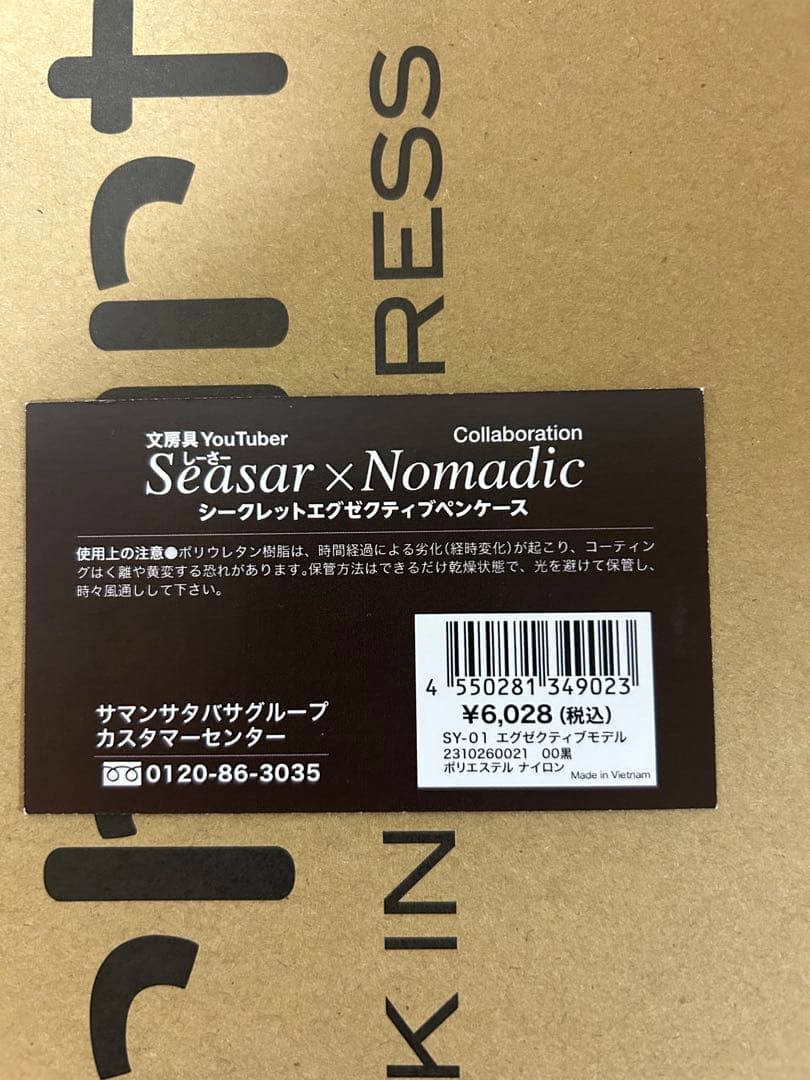 文房具 YouTuber
Collaboration
しーさー
Seasar × Nomadic
シークレットエグゼクティブペンケース
使用上の注意●ポリウレタン樹脂は、時間経過による劣化(経時変化)が起こり、コーティン
グはく離や黄変する恐れがあります。保管方法はできるだけ乾燥状態で、光を避けて保管し、
時々風通しして下さい。
サマンサタバサグループ
カスタマーセンター
0120-86-3035
4 550281 349023
¥6,028 (税込)
SY-01 エグゼクティブモデル
2310260021 00黒
ポリエステル ナイロン
Made in Vietnam
RESS
KIN